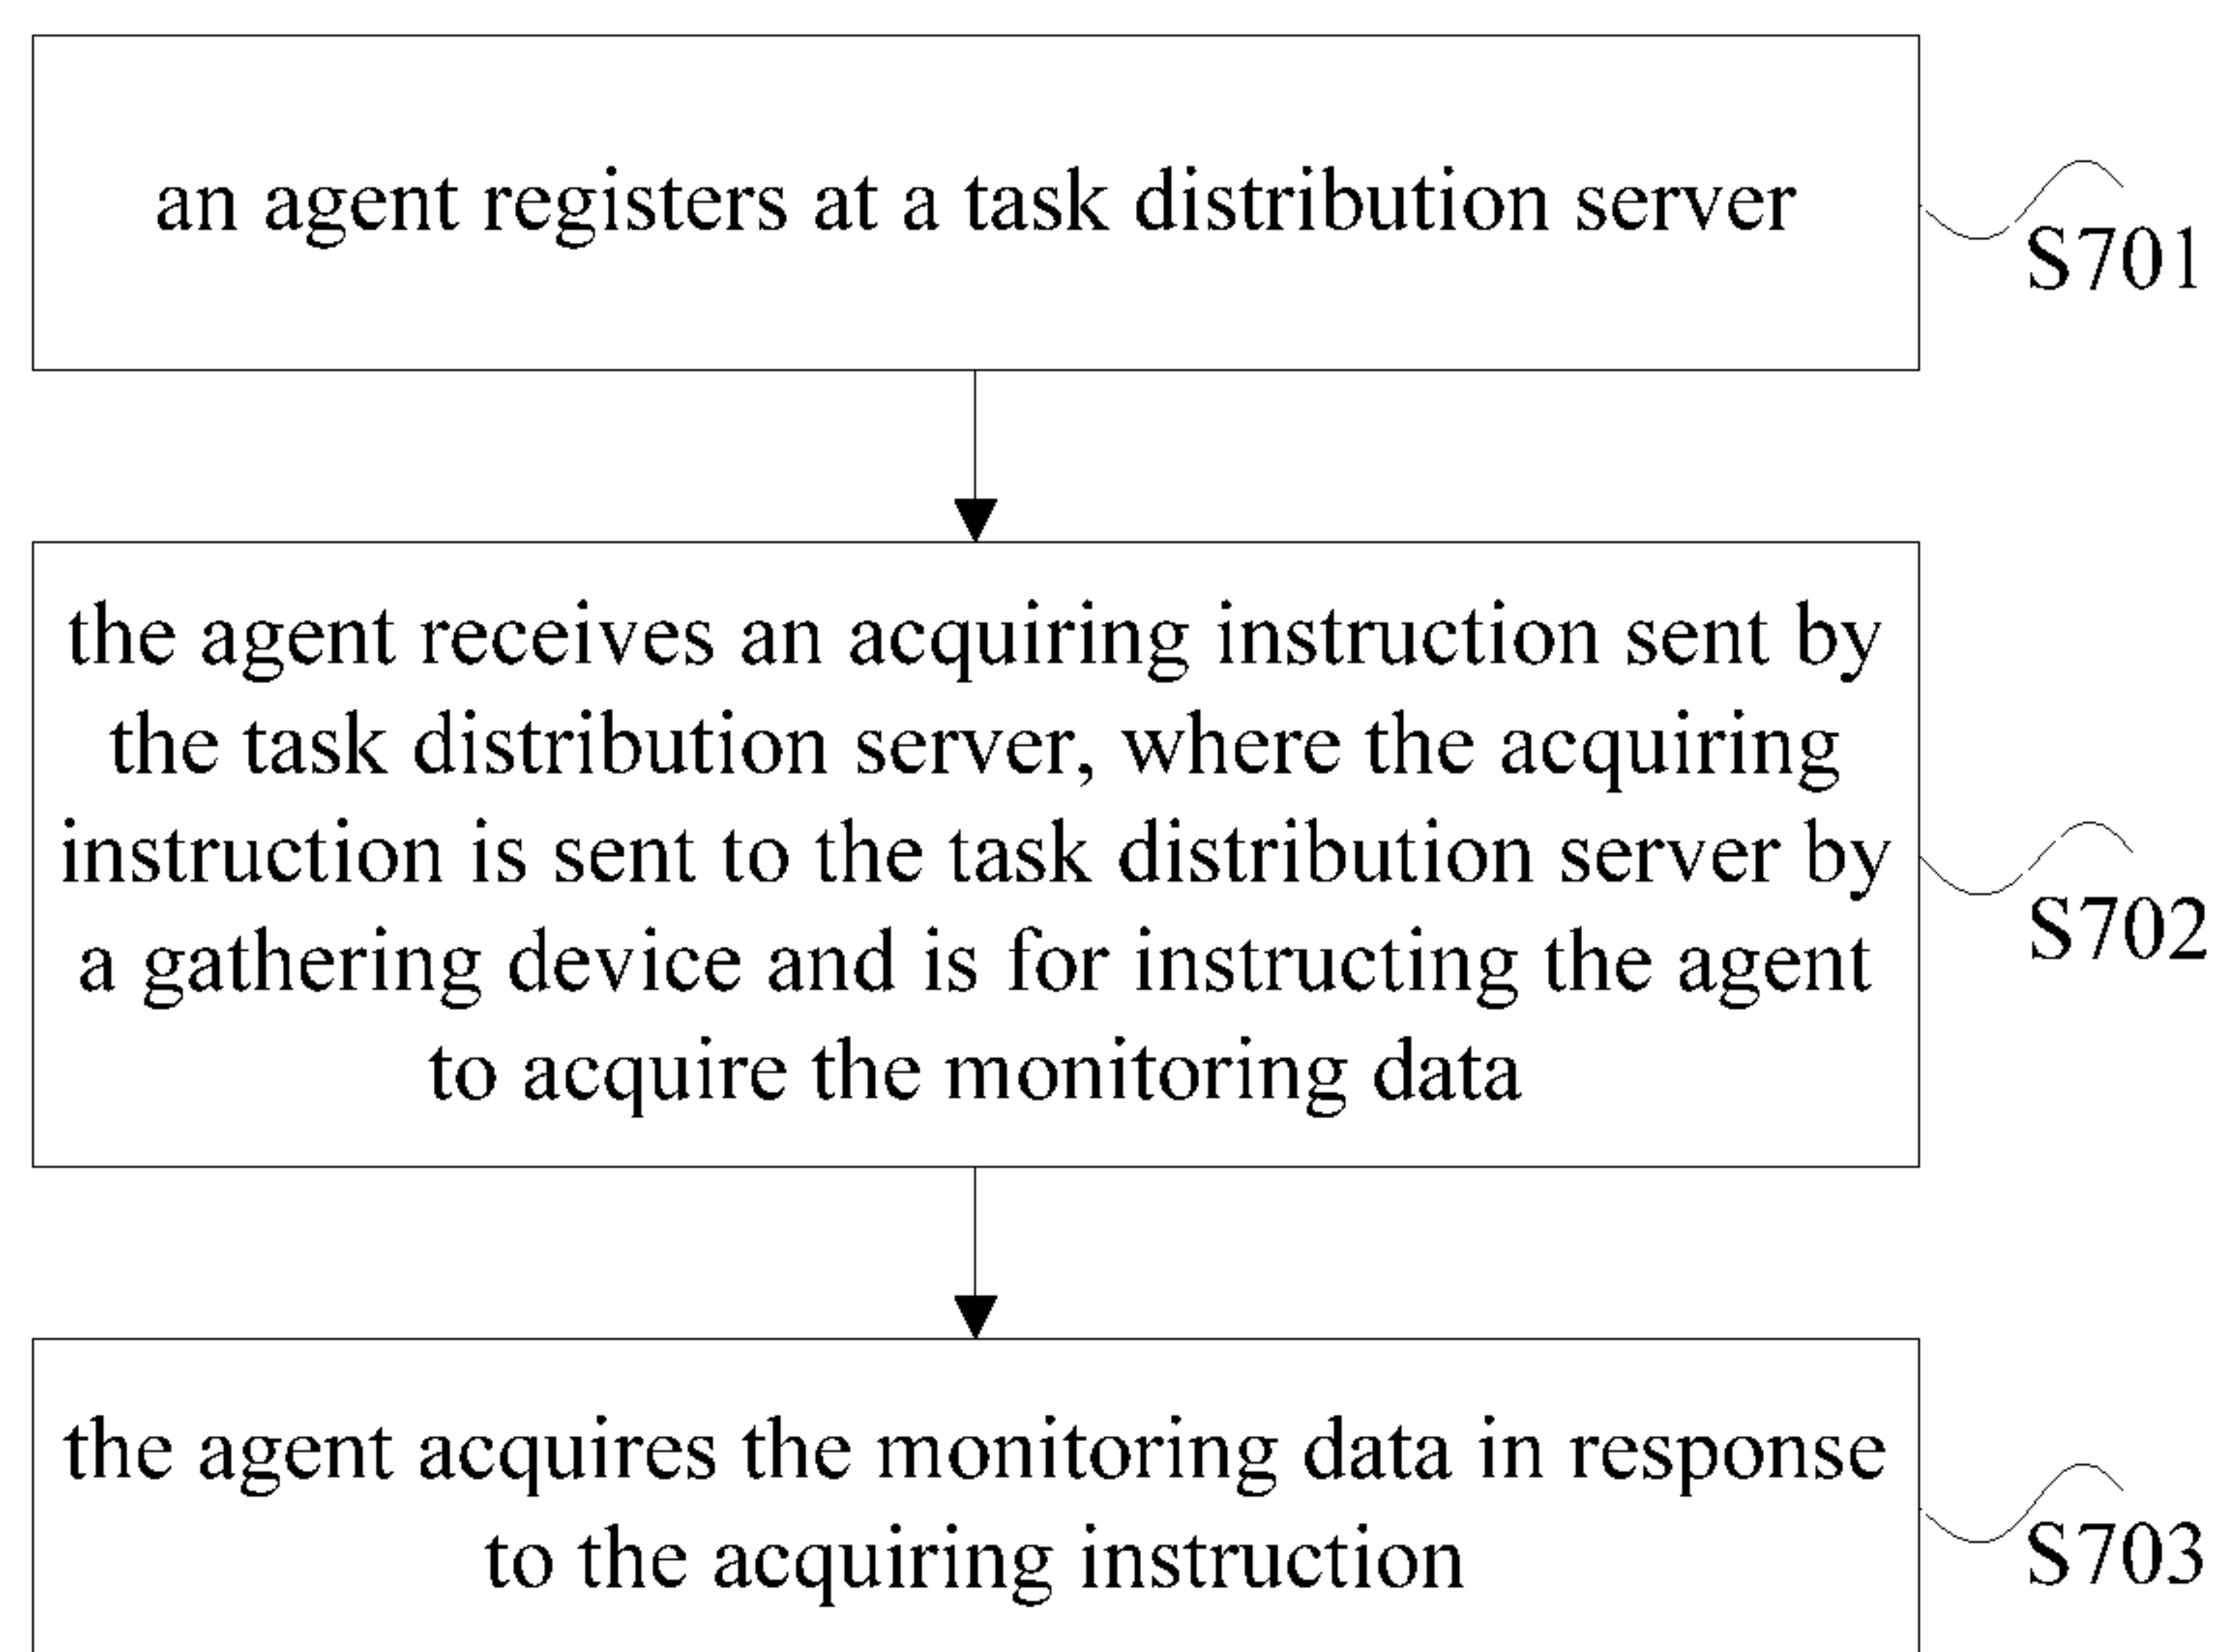 an agent registers at a task distribution server
S701
the agent receives an acquiring instruction sent by
the task distribution server, where the acquiring
instruction is sent to the task distribution server by
a gathering device and is for instructing the agent
to acquire the monitoring data
S702
the agent acquires the monitoring data in response
to the acquiring instruction
S703